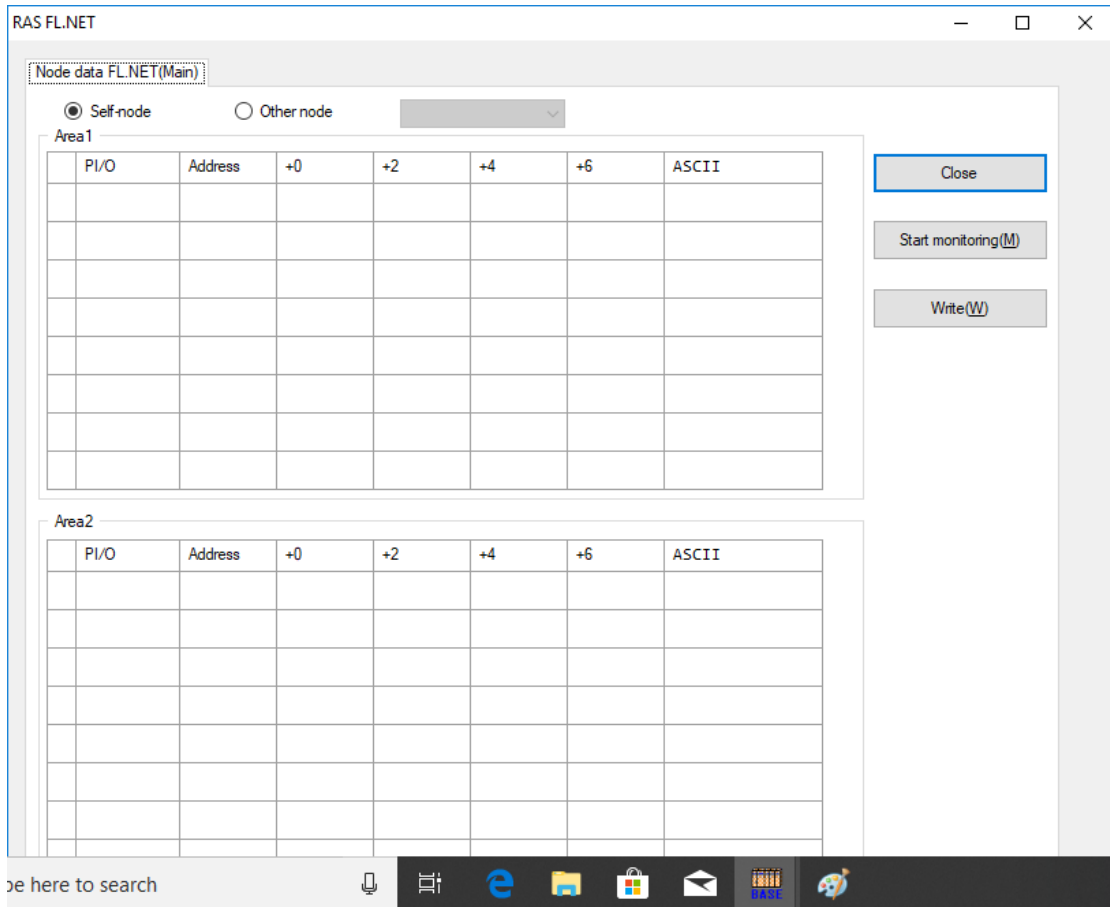 RAS FL.NET
Node data FL.NET(Main)
Self-node Other node
Area1
PI/O Address +0 +2 +4 +6 ASCII
Close
Start monitoring(M)
Write(W)
Area2
PI/O Address +0 +2 +4 +6 ASCII
pe here to search
BASE